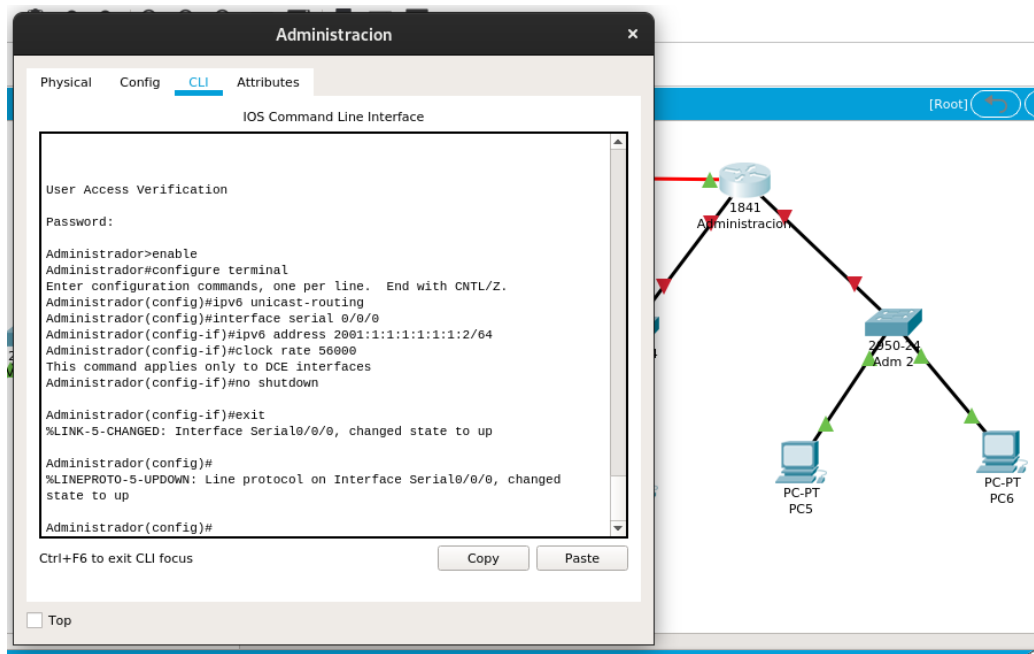 Administracion
Physical Config CLI Attributes
IOS Command Line Interface
User Access Verification
Password:
Administrador>enable
Administrador#configure terminal
Enter configuration commands, one per line.  End with CNTL/Z.
Administrador(config)#ipv6 unicast-routing
Administrador(config)#interface serial 0/0/0
Administrador(config-if)#ipv6 address 2001:1:1:1:1:1:1:2/64
Administrador(config-if)#clock rate 56000
This command applies only to DCE interfaces
Administrador(config-if)#no shutdown
Administrador(config-if)#exit
%LINK-5-CHANGED: Interface Serial0/0/0, changed state to up
Administrador(config)#
%LINEPROTO-5-UPDOWN: Line protocol on Interface Serial0/0/0, changed
state to up
Administrador(config)#
Ctrl+F6 to exit CLI focus
Copy
Paste
Top
[Root]
1841
Administracion
2950-24
Adm 2
PC-PT
PC5
PC-PT
PC6